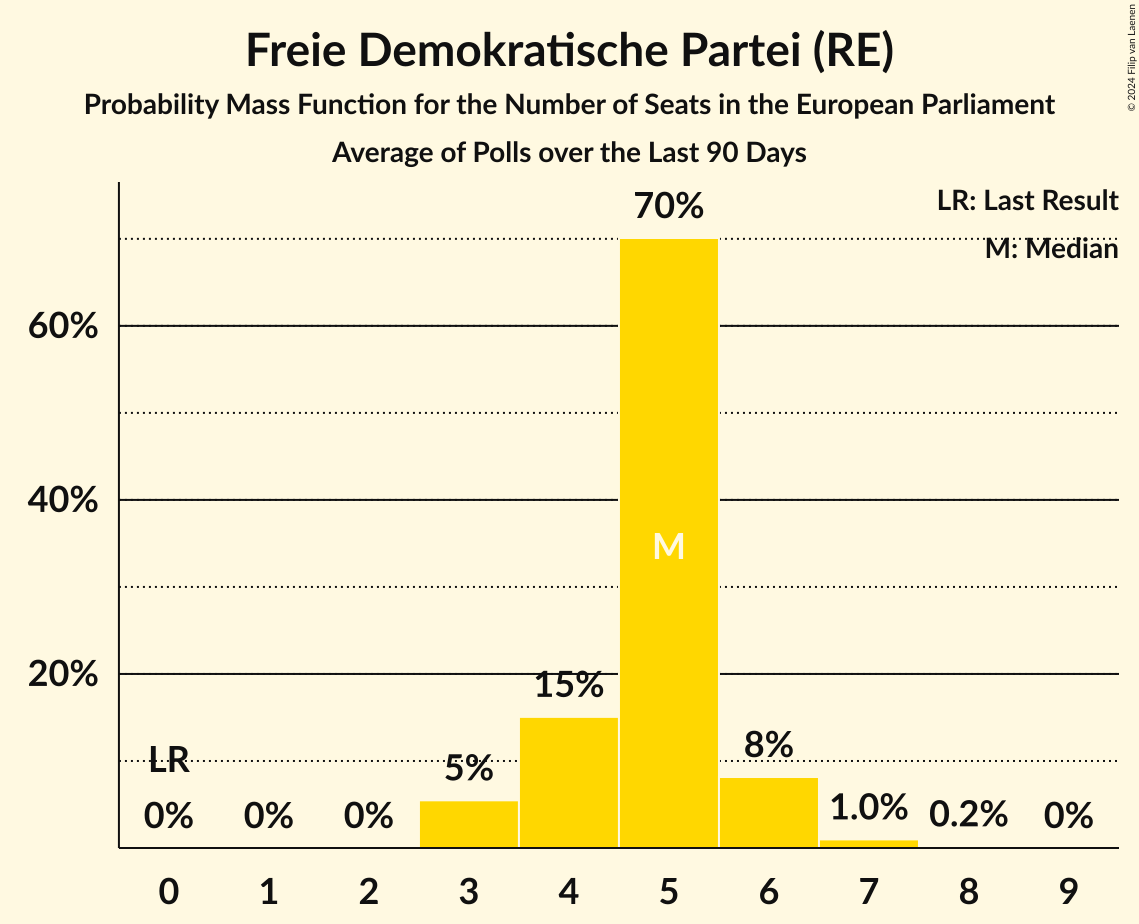 Freie Demokratische Partei (RE)
Probability Mass Function for the Number of Seats in the European Parliament
Average of Polls over the Last 90 Days
© 2024 Filip van Laenen
LR: Last Result
M: Median
70%
60%
40%
M
20%
15%
LR
5%
8%
0%
0%
0%
1.0%
0.2%
0%
0 1 2 3 4 5 6 7 8 9